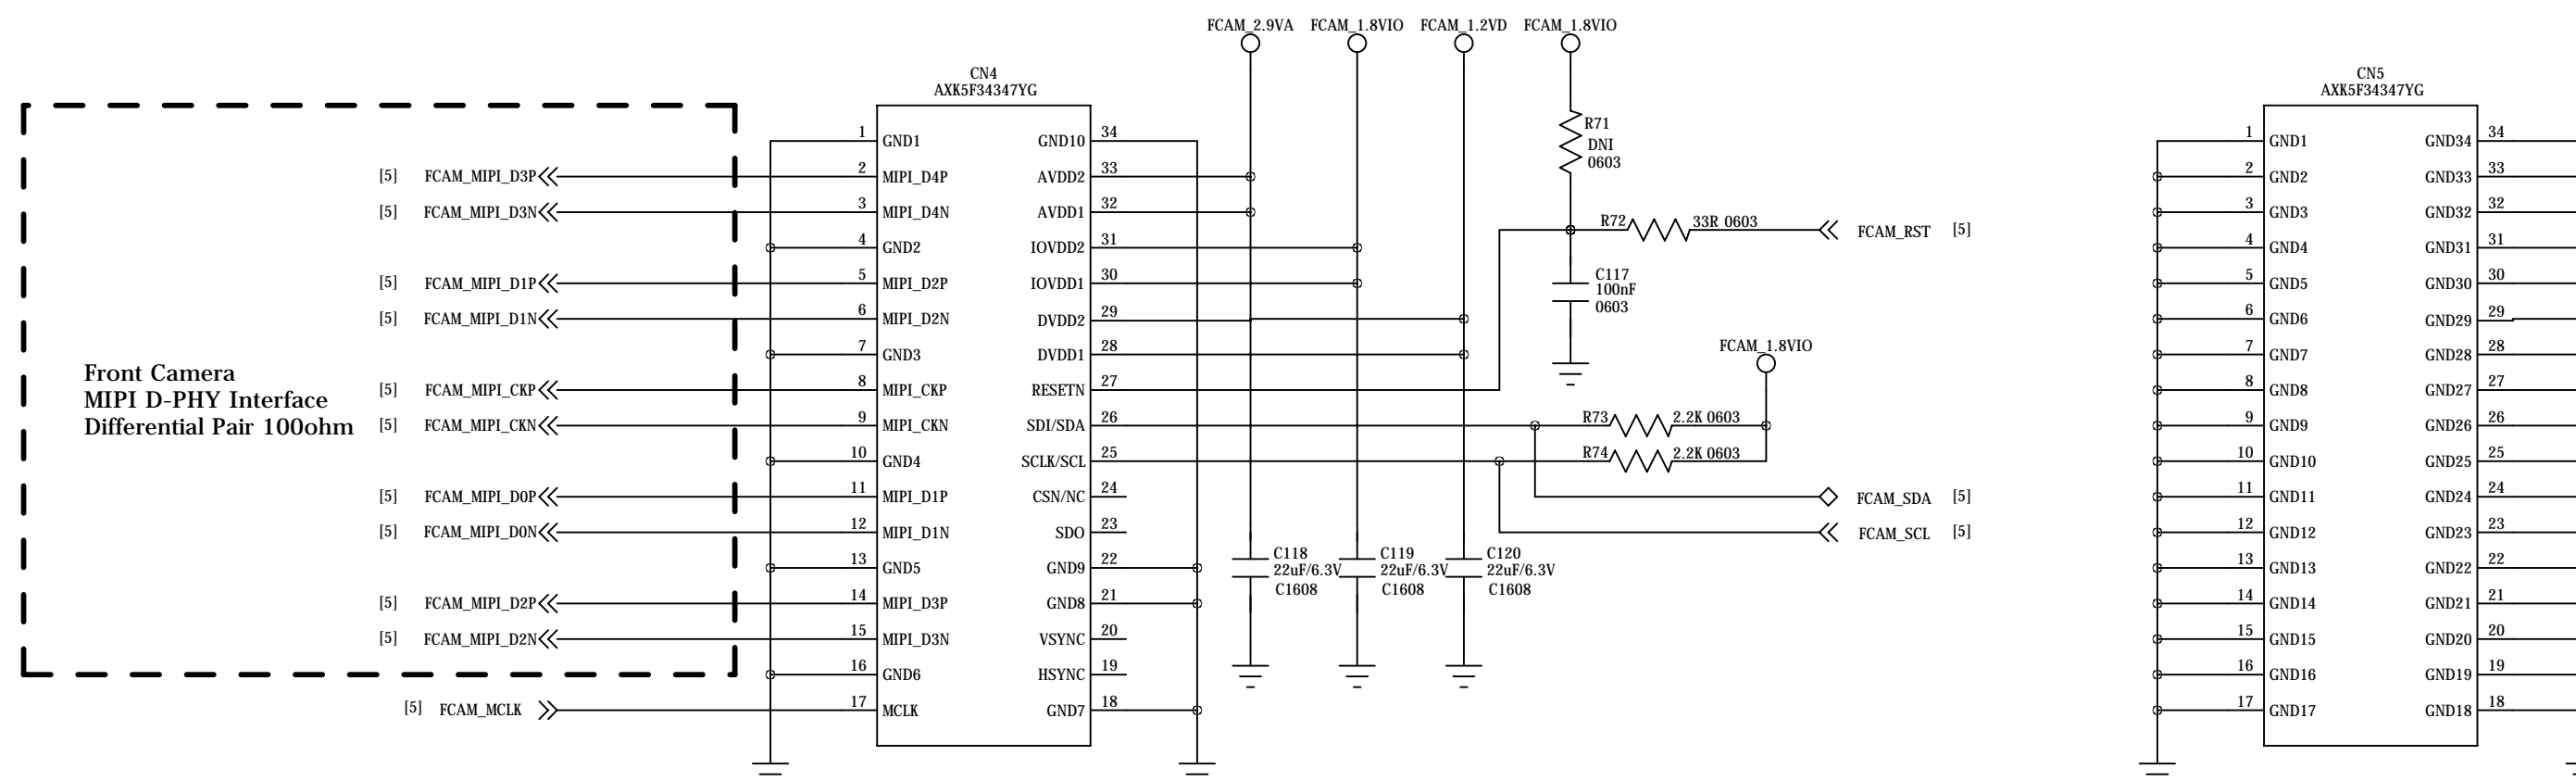 FCAM_2.9VA FCAM_1.8VIO FCAM_1.2VD FCAM_1.8VIO
CN4
AXK5F34347YG
Front Camera
MIPI D-PHY Interface
Differential Pair 100ohm
1 GND1 GND10 34
[5] FCAM_MIPI_D3P 2 MIPI_D4P AVDD2 33
[5] FCAM_MIPI_D3N 3 MIPI_D4N AVDD1 32
4 GND2 IOVDD2 31
[5] FCAM_MIPI_D1P 5 MIPI_D2P IOVDD1 30
[5] FCAM_MIPI_D1N 6 MIPI_D2N DVDD2 29
7 GND3 DVDD1 28
[5] FCAM_MIPI_CKP 8 MIPI_CKP RESETN 27
[5] FCAM_MIPI_CKN 9 MIPI_CKN SDI/SDA 26
10 GND4 SCLK/SCL 25
[5] FCAM_MIPI_D0P 11 MIPI_D1P CSN/NC 24
[5] FCAM_MIPI_D0N 12 MIPI_D1N SDO 23
13 GND5 GND9 22
[5] FCAM_MIPI_D2P 14 MIPI_D3P GND8 21
[5] FCAM_MIPI_D2N 15 MIPI_D3N VSYNC 20
16 GND6 HSYNC 19
[5] FCAM_MCLK 17 MCLK GND7 18
R71
DNI
0603
R72 33R 0603 FCAM_RST [5]
C117
100nF
0603
FCAM_1.8VIO
R73 2.2K 0603
R74 2.2K 0603
FCAM_SDA [5]
FCAM_SCL [5]
C118
22uF/6.3V
C1608
C119
22uF/6.3V
C1608
C120
22uF/6.3V
C1608
CN5
AXK5F34347YG
1 GND1 GND34 34
2 GND2 GND33 33
3 GND3 GND32 32
4 GND4 GND31 31
5 GND5 GND30 30
6 GND6 GND29 29
7 GND7 GND28 28
8 GND8 GND27 27
9 GND9 GND26 26
10 GND10 GND25 25
11 GND11 GND24 24
12 GND12 GND23 23
13 GND13 GND22 22
14 GND14 GND21 21
15 GND15 GND20 20
16 GND16 GND19 19
17 GND17 GND18 18